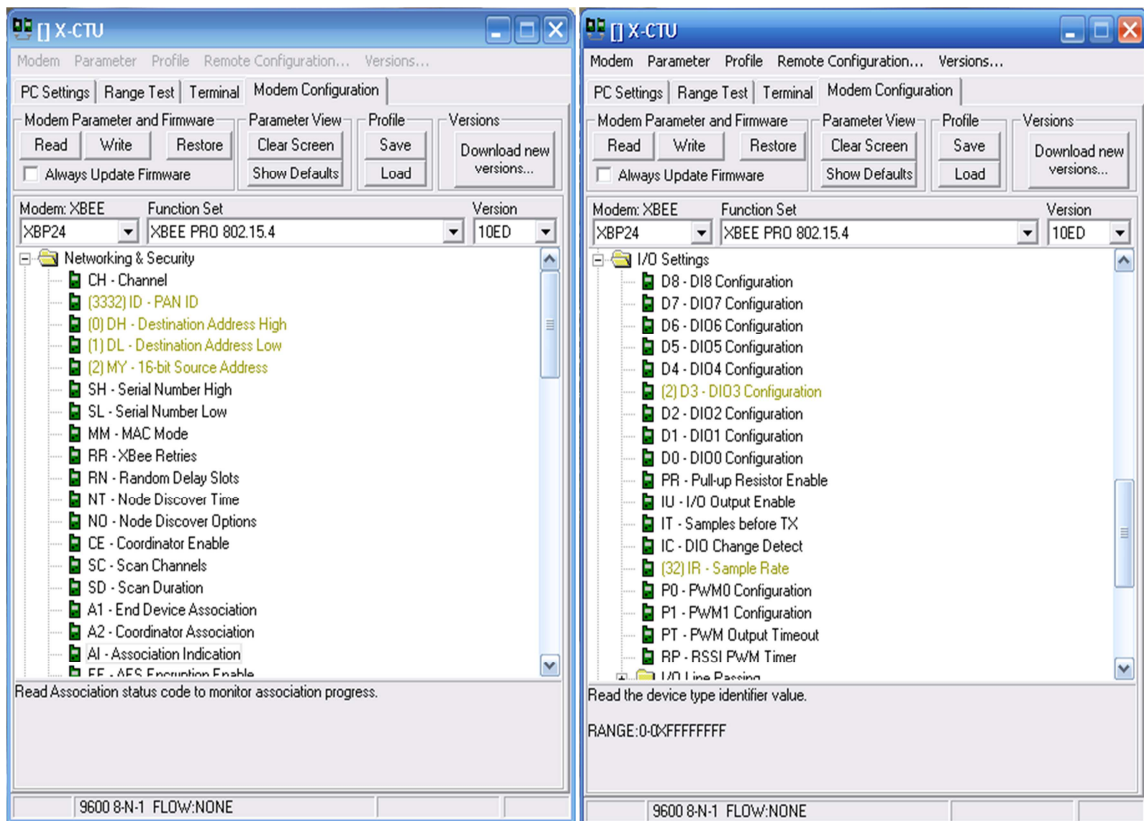 [] X-CTU
Modem Parameter Profile Remote Configuration... Versions...
PC Settings Range Test Terminal Modem Configuration
Modem Parameter and Firmware Parameter View Profile Versions
Read Write Restore Clear Screen Save Download new versions...
Always Update Firmware Show Defaults Load
Modem: XBEE Function Set Version
XBP24 XBEE PRO 802.15.4 10ED
Networking & Security
CH - Channel
(3332) ID - PAN ID
(0) DH - Destination Address High
(1) DL - Destination Address Low
(2) MY - 16-bit Source Address
SH - Serial Number High
SL - Serial Number Low
MM - MAC Mode
RR - XBee Retries
RN - Random Delay Slots
NT - Node Discover Time
NO - Node Discover Options
CE - Coordinator Enable
SC - Scan Channels
SD - Scan Duration
A1 - End Device Association
A2 - Coordinator Association
AI - Association Indication
EE - AES Encryption Enable
Read Association status code to monitor association progress.
9600 8-N-1 FLOW:NONE
[] X-CTU
Modem Parameter Profile Remote Configuration... Versions...
PC Settings Range Test Terminal Modem Configuration
Modem Parameter and Firmware Parameter View Profile Versions
Read Write Restore Clear Screen Save Download new versions...
Always Update Firmware Show Defaults Load
Modem: XBEE Function Set Version
XBP24 XBEE PRO 802.15.4 10ED
I/O Settings
D8 - DI8 Configuration
D7 - DIO7 Configuration
D6 - DIO6 Configuration
D5 - DIO5 Configuration
D4 - DIO4 Configuration
(2) D3 - DIO3 Configuration
D2 - DIO2 Configuration
D1 - DIO1 Configuration
D0 - DIO0 Configuration
PR - Pull-up Resistor Enable
IU - I/O Output Enable
IT - Samples before TX
IC - DIO Change Detect
(32) IR - Sample Rate
P0 - PWM0 Configuration
P1 - PWM1 Configuration
PT - PWM Output Timeout
RP - RSSI PWM Timer
I/O Line Passing
Read the device type identifier value.
RANGE:0-0XFFFFFFFF
9600 8-N-1 FLOW:NONE